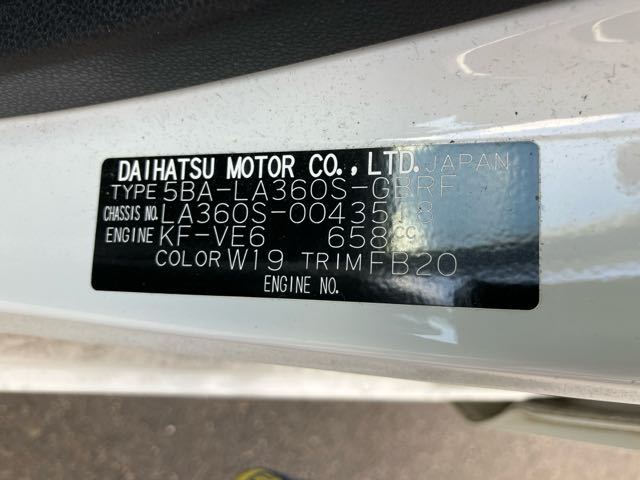 DAIHATSU MOTOR CO., LTD. JAPAN
TYPE 5BA-LA360S-GBRF
CHASSIS NO. LA360S-0043518
ENGINE KF-VE6 658cc
COLOR W19 TRIM FB20
ENGINE NO.